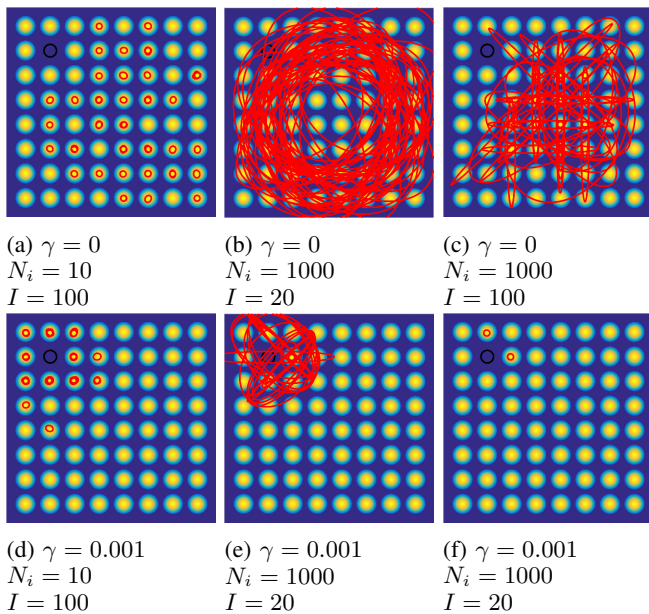 (a) γ = 0
N_i = 10
I = 100
(b) γ = 0
N_i = 1000
I = 20
(c) γ = 0
N_i = 1000
I = 100
(d) γ = 0.001
N_i = 10
I = 100
(e) γ = 0.001
N_i = 1000
I = 20
(f) γ = 0.001
N_i = 1000
I = 20